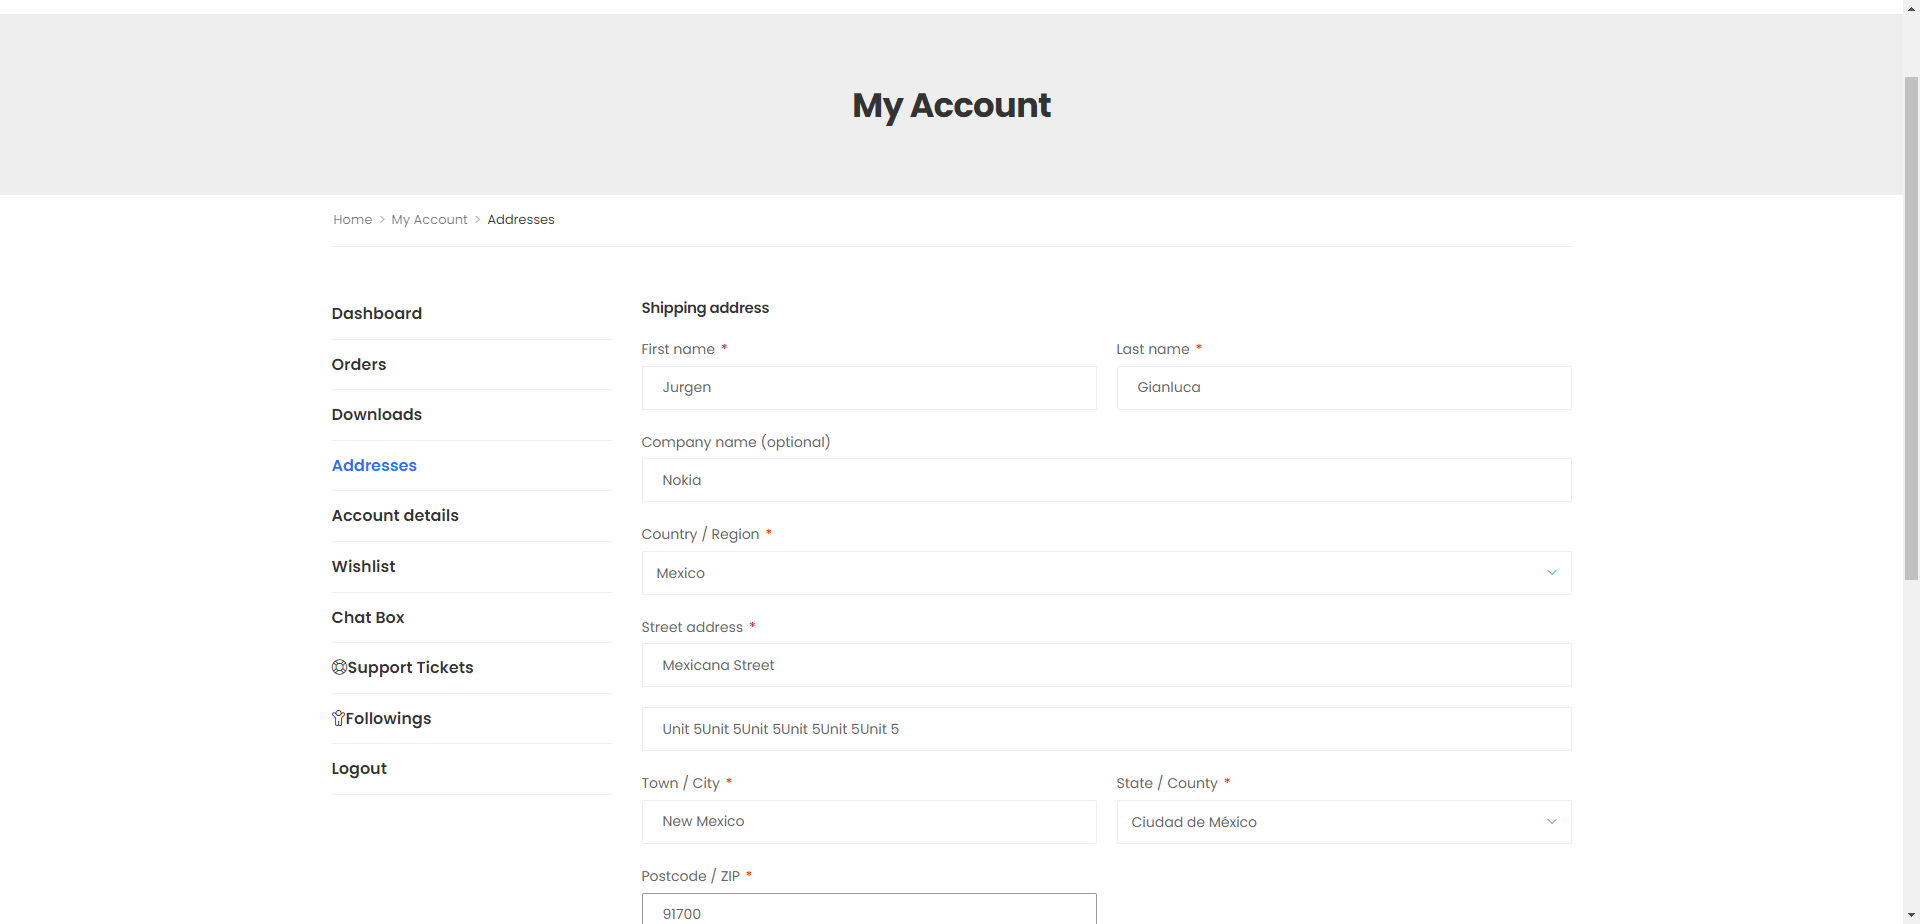 My Account
Home > My Account > Addresses
Dashboard
Orders
Downloads
Addresses
Account details
Wishlist
Chat Box
Support Tickets
Followings
Logout
Shipping address
First name * Last name *
Jurgen Gianluca
Company name (optional)
Nokia
Country / Region *
Mexico
Street address *
Mexicana Street
Unit 5Unit 5Unit 5Unit 5Unit 5Unit 5
Town / City * State / County *
New Mexico Ciudad de México
Postcode / ZIP *
91700